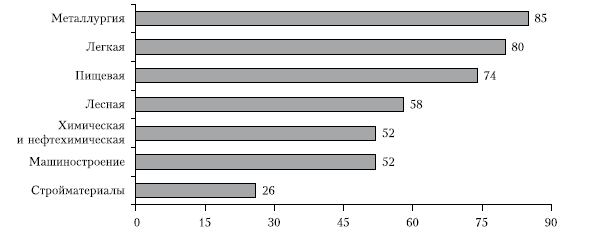 Металлургия 85
Легкая 80
Пищевая 74
Лесная 58
Химическая
и нефтехимическая 52
Машиностроение 52
Стройматериалы 26
0 15 30 45 60 75 90